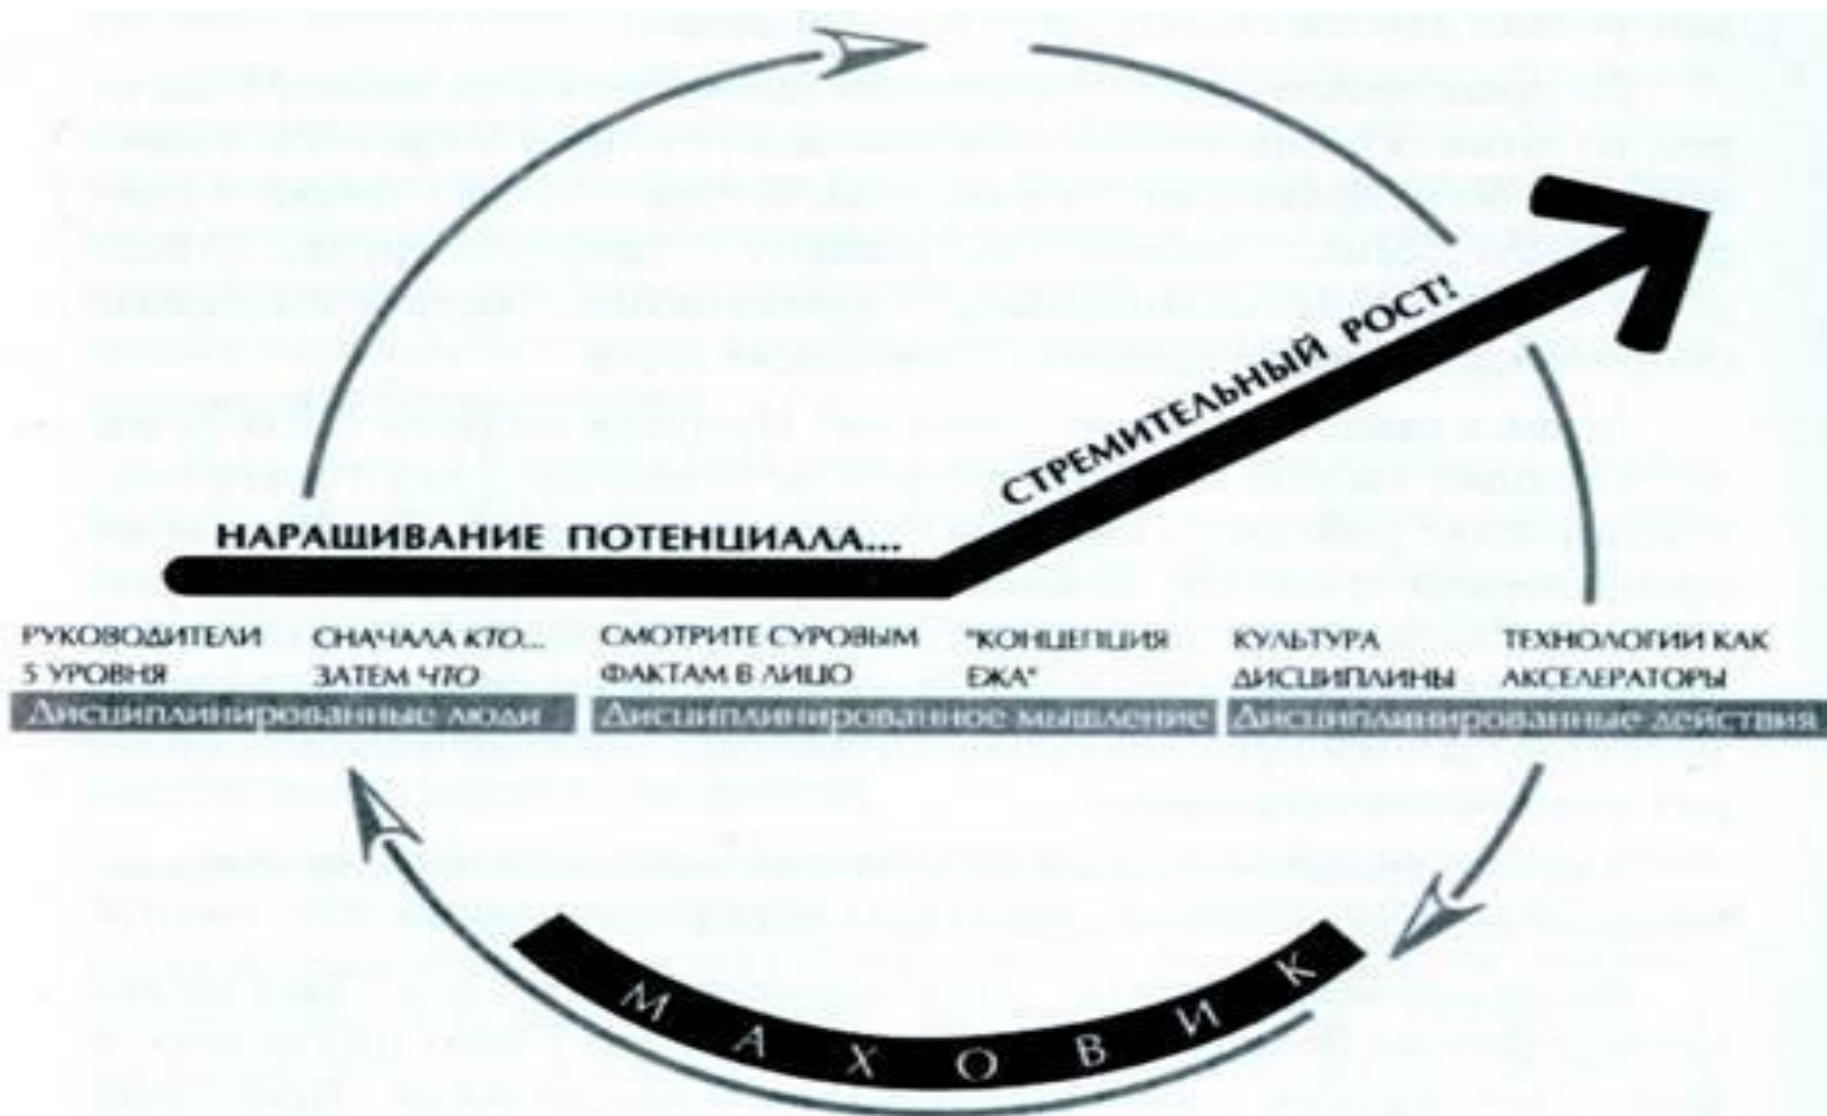 НАРАЩИВАНИЕ ПОТЕНЦИАЛА...
СТРЕМИТЕЛЬНЫЙ РОСТ!
РУКОВОДИТЕЛИ
5 УРОВНЯ
СНАЧАЛА КТО...
ЗАТЕМ ЧТО
СМОТРИТЕ СУРОВЫМ
ФАКТАМ В ЛИЦО
"КОНЦЕПЦИЯ
ЕЖА"
КУЛЬТУРА
ДИСЦИПЛИНЫ
ТЕХНОЛОГИИ КАК
АКСЕЛЕРАТОРЫ
Дисциплинированные люди
Дисциплинированное мышление
Дисциплинированные действия
МАХОВИК